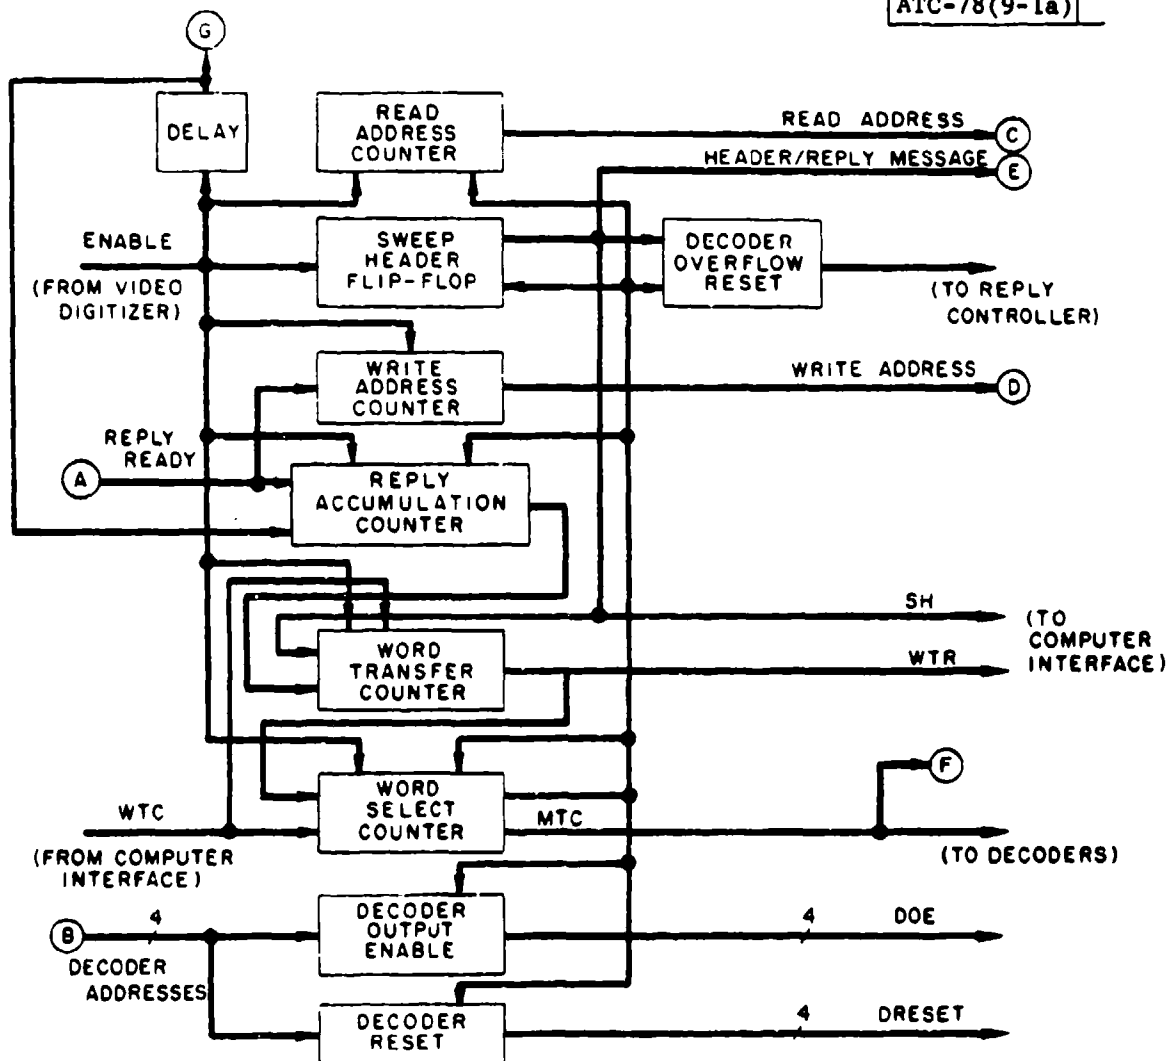 ATC-78(9-1a)
G
DELAY
READ
ADDRESS
COUNTER
READ ADDRESS
C
HEADER/REPLY MESSAGE
E
ENABLE
(FROM VIDEO
DIGITIZER)
SWEEP
HEADER
FLIP-FLOP
DECODER
OVERFLOW
RESET
(TO REPLY
CONTROLLER)
WRITE
ADDRESS
COUNTER
WRITE ADDRESS
D
REPLY
READY
A
REPLY
ACCUMULATION
COUNTER
SH
(TO
COMPUTER
INTERFACE)
WORD
TRANSFER
COUNTER
WTR
F
WTC
(FROM COMPUTER
INTERFACE)
WORD
SELECT
COUNTER
MTC
(TO DECODERS)
B
4
DECODER
ADDRESSES
DECODER
OUTPUT
ENABLE
4 DOE
DECODER
RESET
4 DRESET